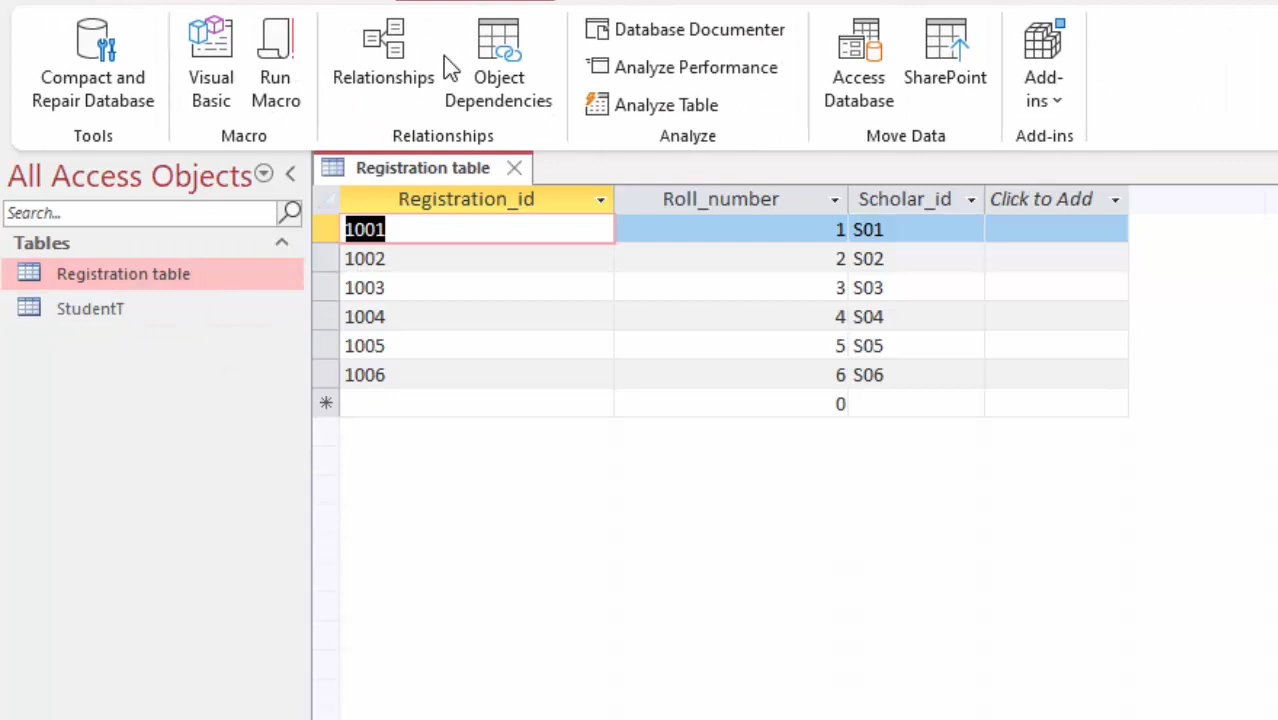 Compact and
Repair Database
Visual
Basic
Run
Macro
Relationships
Object
Dependencies
Database Documenter
Analyze Performance
Analyze Table
Access
Database
SharePoint
Add-
ins
Tools
Macro
Relationships
Analyze
Move Data
Add-ins
All Access Objects
Search...
Tables
Registration table
StudentT
Registration table
Registration_id Roll_number Scholar_id Click to Add
1001 1 S01
1002 2 S02
1003 3 S03
1004 4 S04
1005 5 S05
1006 6 S06
0